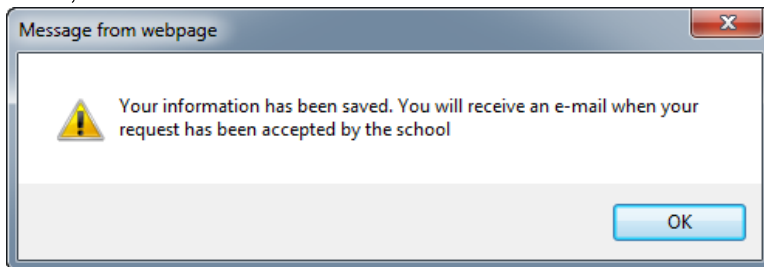 Message from webpage
Your information has been saved. You will receive an e-mail when your
request has been accepted by the school
OK